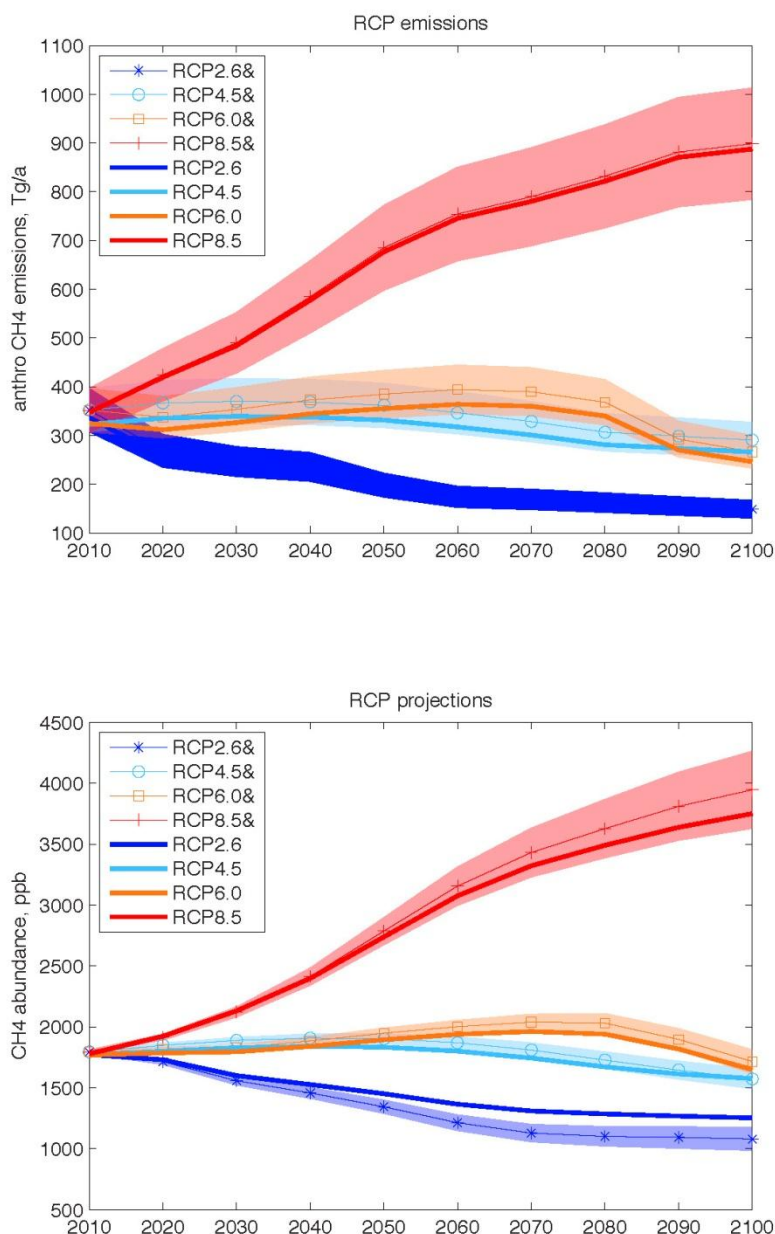 RCP emissions
1100
1000
900
800
700
600
500
400
300
200
100
anthro CH4 emissions, Tg/a
RCP2.6&
RCP4.5&
RCP6.0&
RCP8.5&
RCP2.6
RCP4.5
RCP6.0
RCP8.5
2010 2020 2030 2040 2050 2060 2070 2080 2090 2100
RCP projections
4500
4000
3500
3000
2500
2000
1500
1000
500
CH4 abundance, ppb
RCP2.6&
RCP4.5&
RCP6.0&
RCP8.5&
RCP2.6
RCP4.5
RCP6.0
RCP8.5
2010 2020 2030 2040 2050 2060 2070 2080 2090 2100